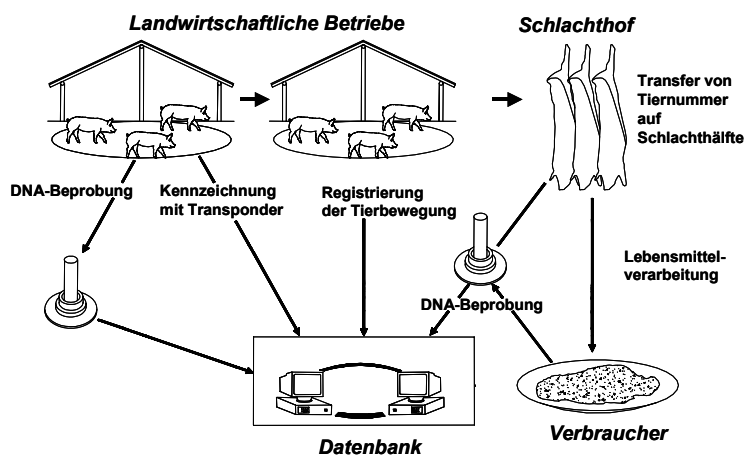 Landwirtschaftliche Betriebe
Schlachthof
Transfer von
Tiernummer
auf
Schlachthälfte
DNA-Beprobung
Kennzeichnung
mit Transponder
Registrierung
der Tierbewegung
Lebensmittel-
verarbeitung
DNA-Beprobung
Datenbank
Verbraucher